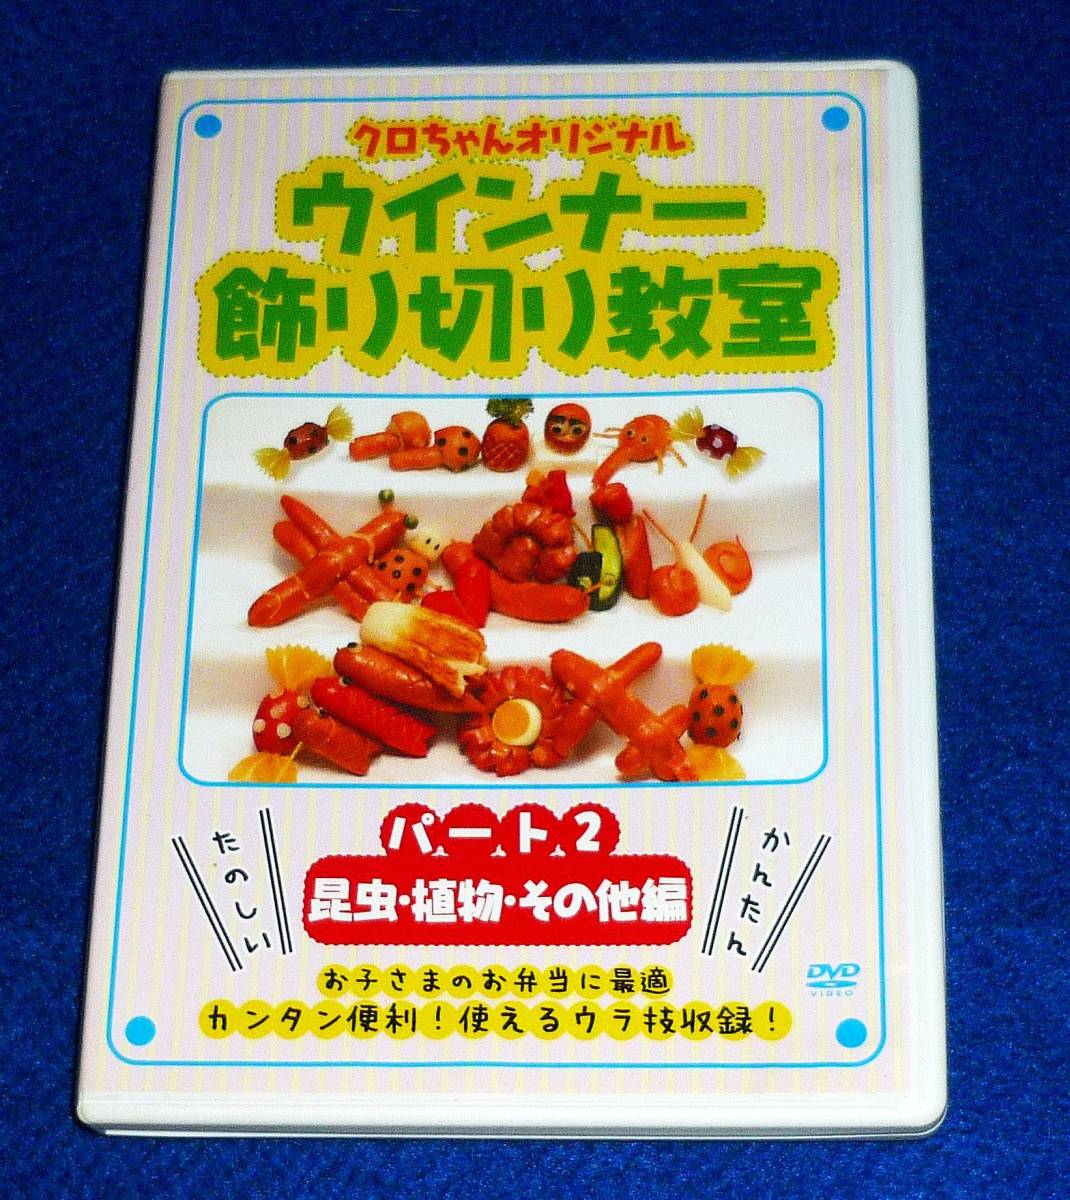 クロちゃんオリジナル
ウインナー
飾り切り教室
パート2
昆虫・植物・その他編
たのしい
かんたん
お子さまのお弁当に最適
カンタン便利！使えるウラ技収録！
DVD
VIDEO